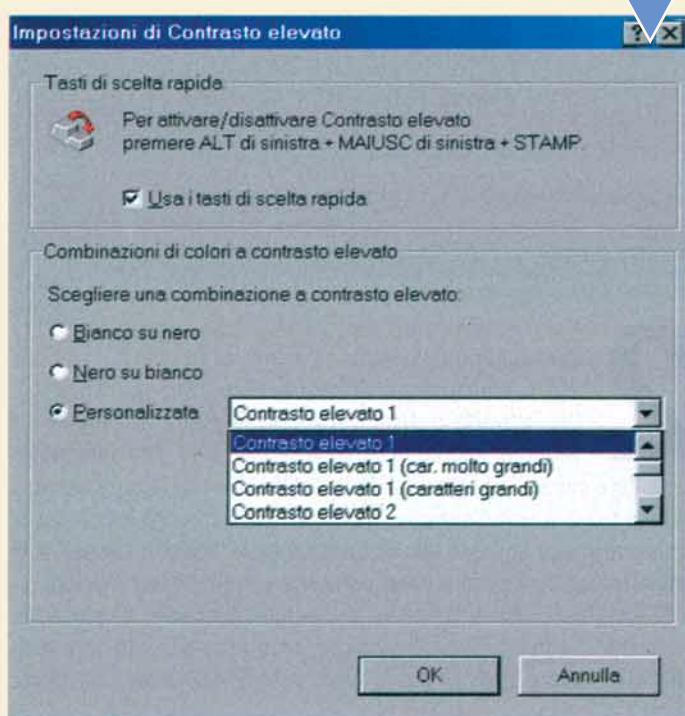 Impostazioni di Contrasto elevato
Tasti di scelta rapida
Per attivare/disattivare Contrasto elevato
premere ALT di sinistra + MAIUSC di sinistra + STAMP.
Usa i tasti di scelta rapida
Combinazioni di colori a contrasto elevato
Scegliere una combinazione a contrasto elevato:
Bianco su nero
Nero su bianco
Personalizzata
Contrasto elevato 1
Contrasto elevato 1
Contrasto elevato 1 (car. molto grandi)
Contrasto elevato 1 (caratteri grandi)
Contrasto elevato 2
OK
Annulla